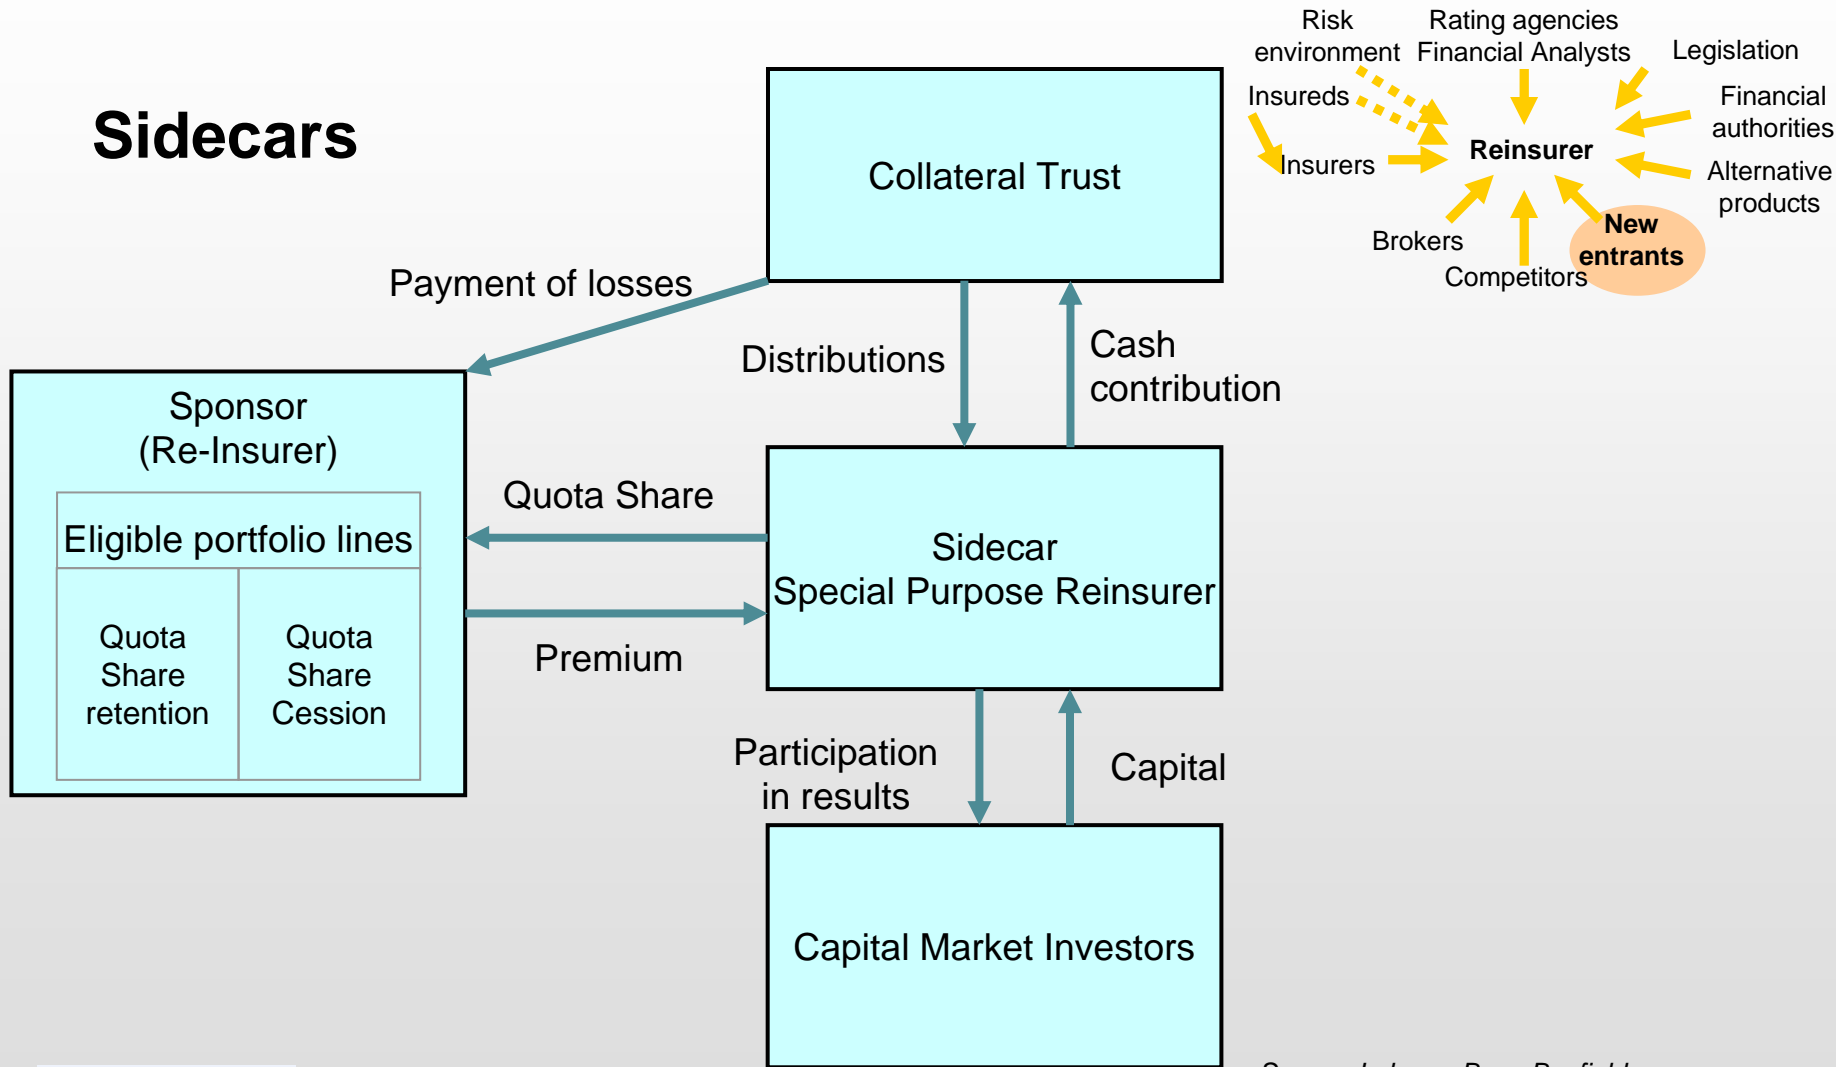 Sidecars
Risk
environment
Rating agencies
Financial Analysts
Legislation
Insureds
Financial
authorities
Reinsurer
Insurers
Alternative
products
New
entrants
Brokers
Competitors
Collateral Trust
Payment of losses
Distributions
Cash
contribution
Sponsor
(Re-Insurer)
Eligible portfolio lines
Quota
Share
retention
Quota
Share
Cession
Quota Share
Premium
Sidecar
Special Purpose Reinsurer
Participation
in results
Capital
Capital Market Investors